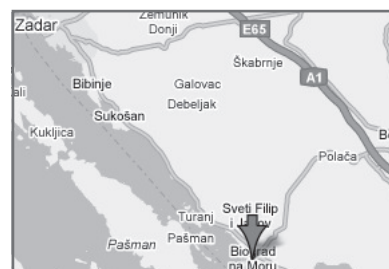 Zemunik
Donji
Zadar
E65
Škabrnje
A1
Bibinje
Galovac
Debeljak
Sukošan
Kukljica
Polača
Sveti Filip
Turanj
Pašman
Pašman
Biograd
na Moru